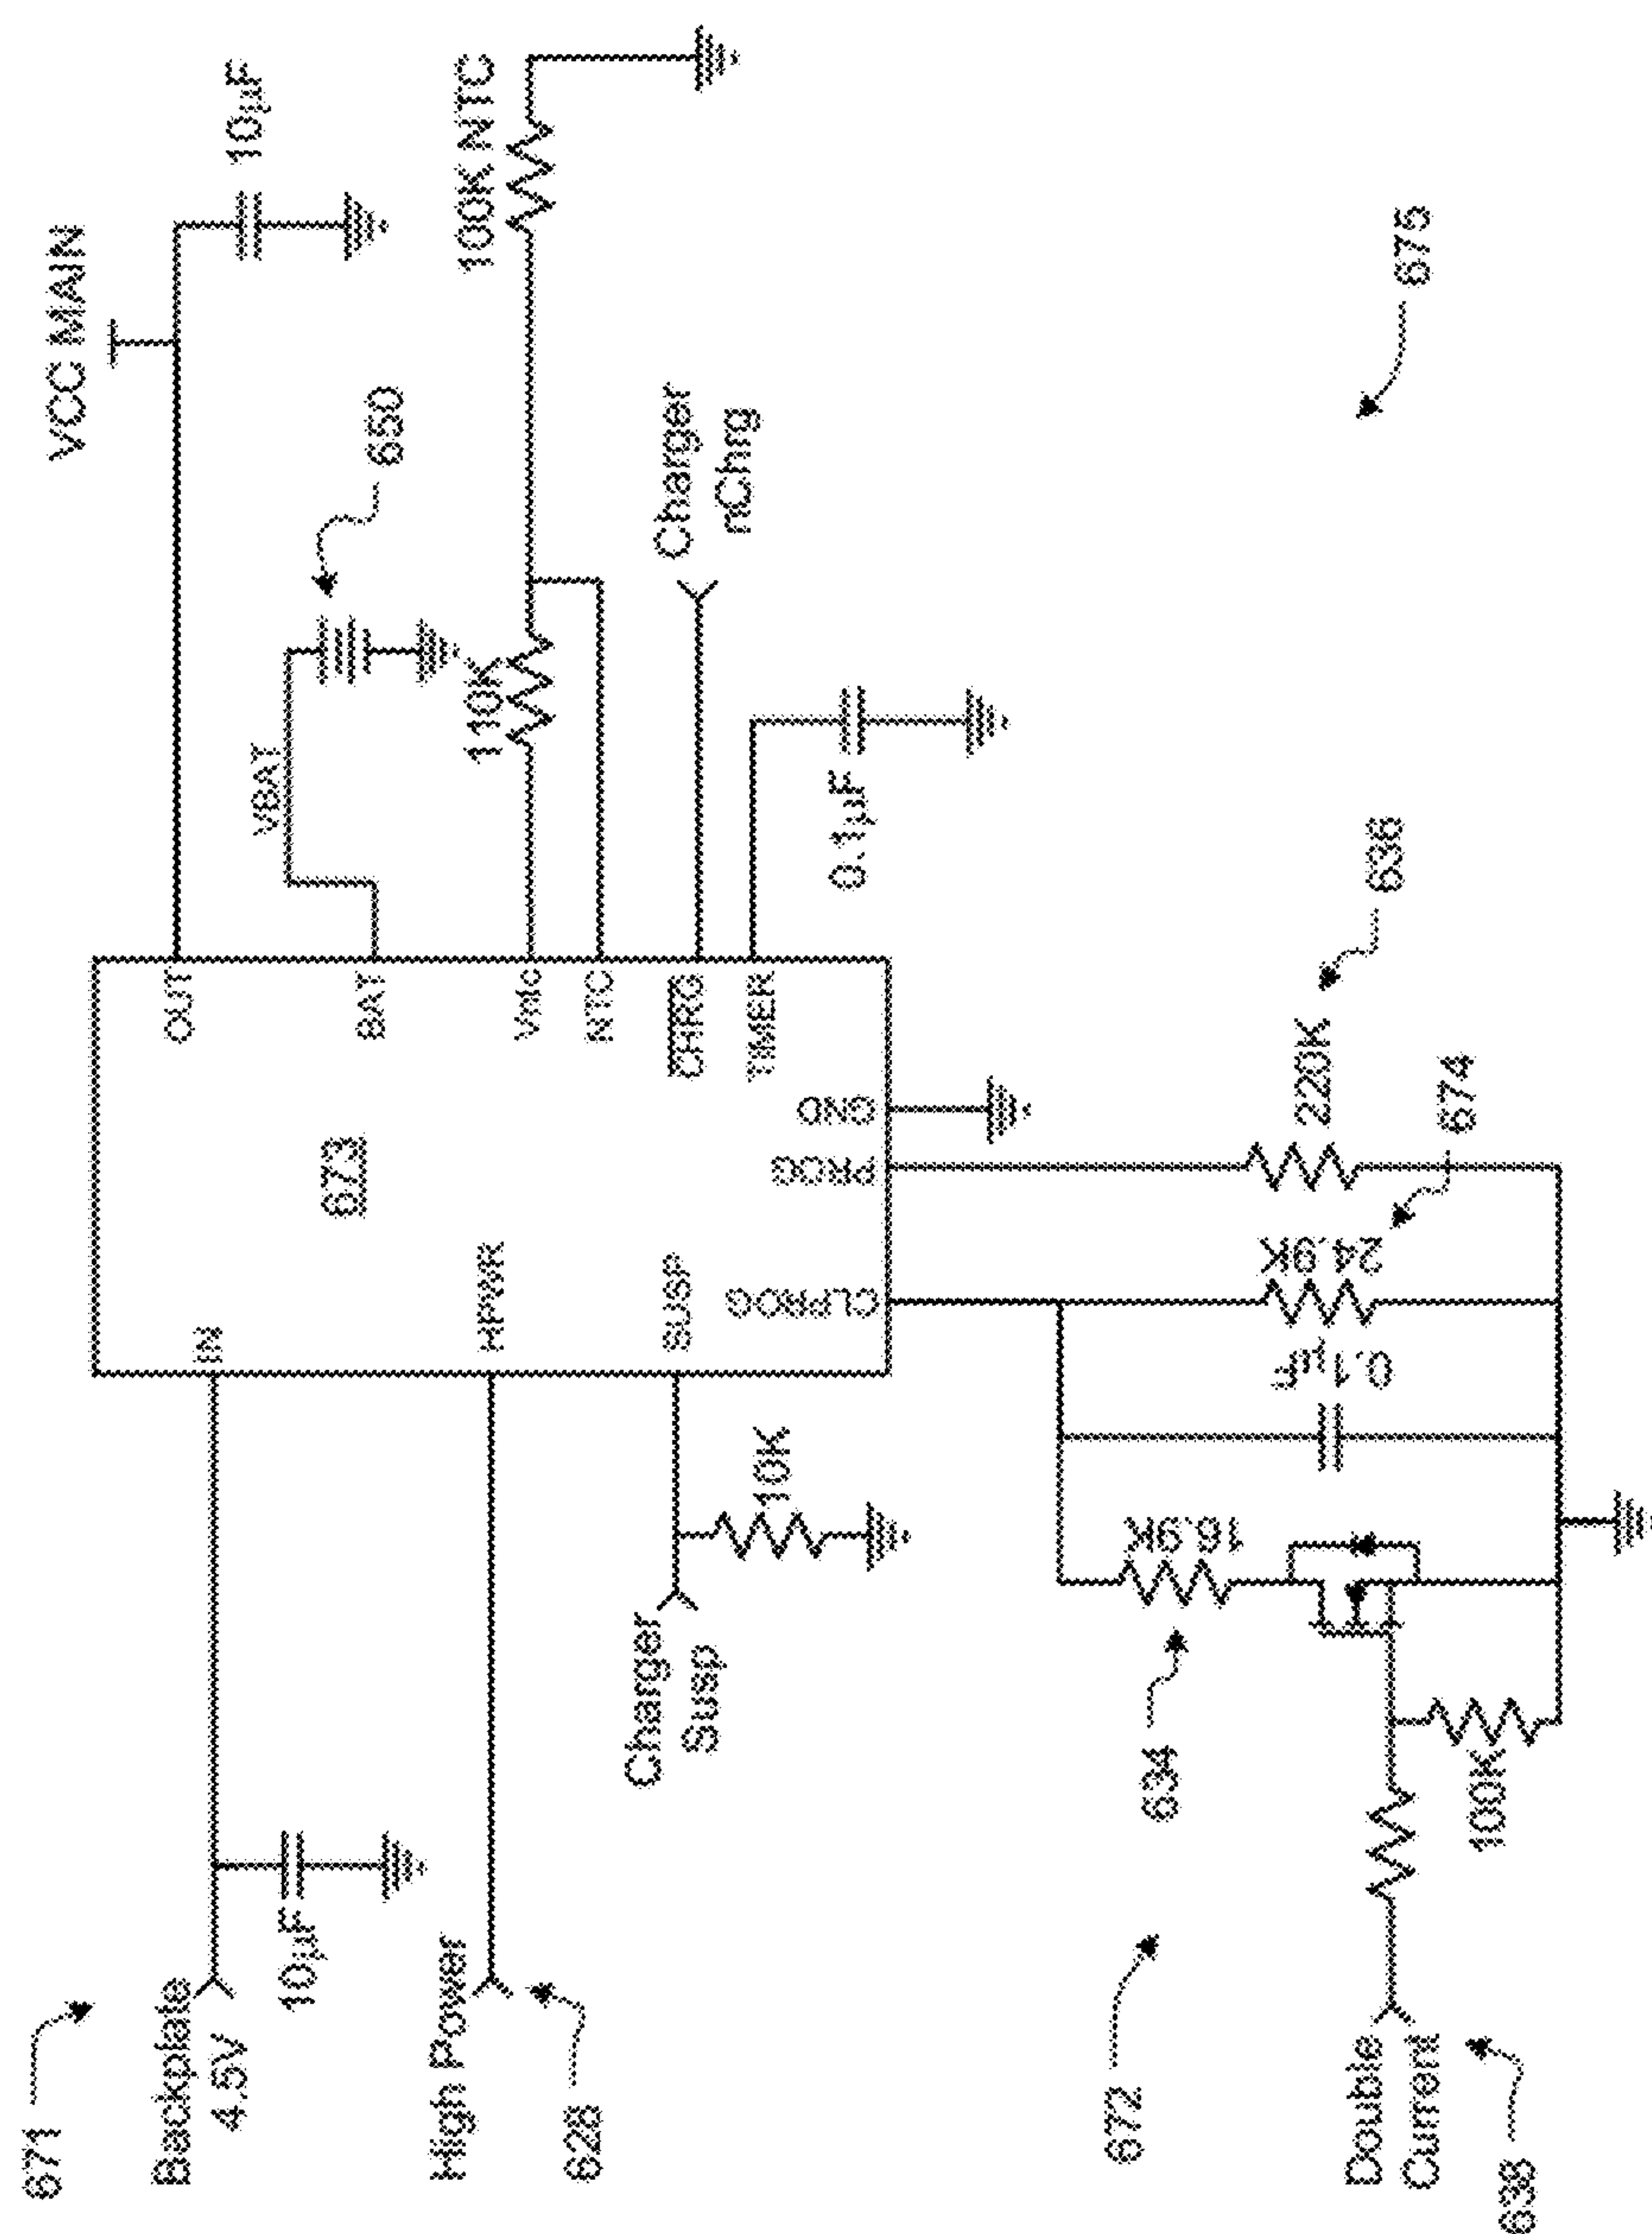 671
Backplate
4.5V
10µF
High Power
628
Charger
Susp
10K
IN
HPWR
SUSP
673
OUT
BAT
Vntc
NTC
CHRG
TIMER
CLPROG
PROG
GND
VCC MAIN
10µF
VBAT
650
110K
100K NTC
Charger
nChrg
0.1µF
675
672
Double
Current
638
634
100K
16.9K
0.1µF
24.9K
674
220K
636